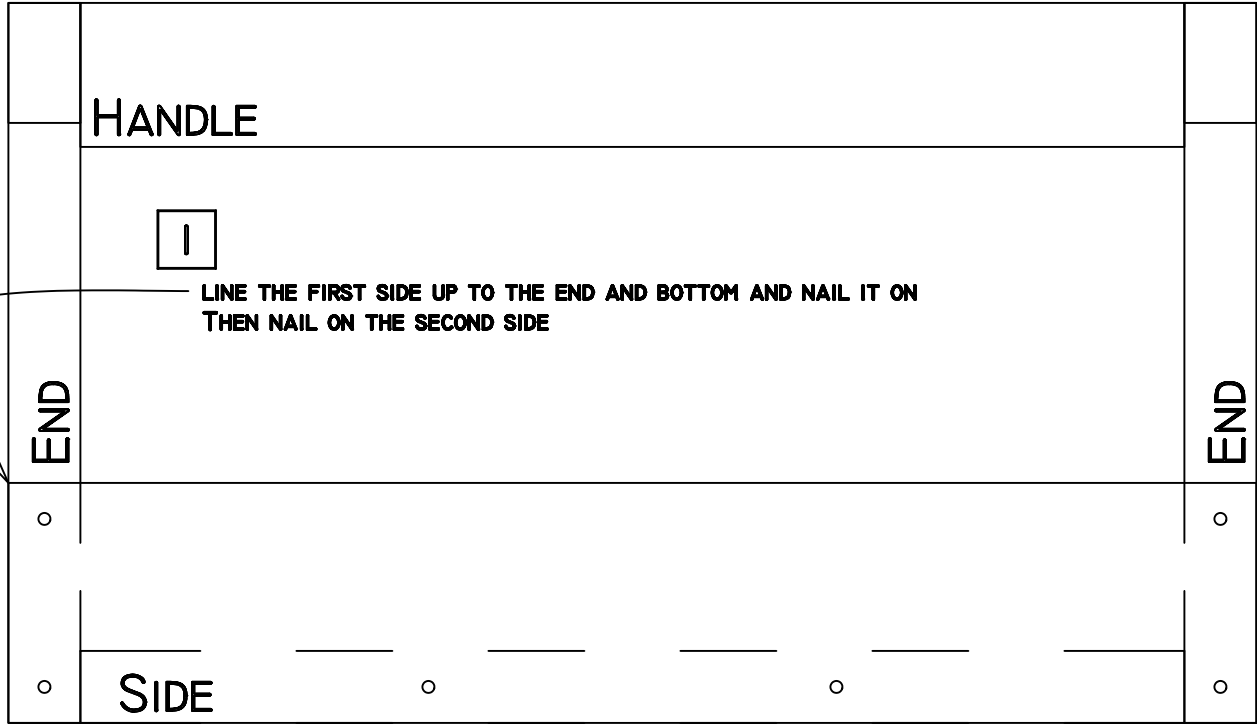 HANDLE
1
LINE THE FIRST SIDE UP TO THE END AND BOTTOM AND NAIL IT ON
THEN NAIL ON THE SECOND SIDE
END
END
SIDE